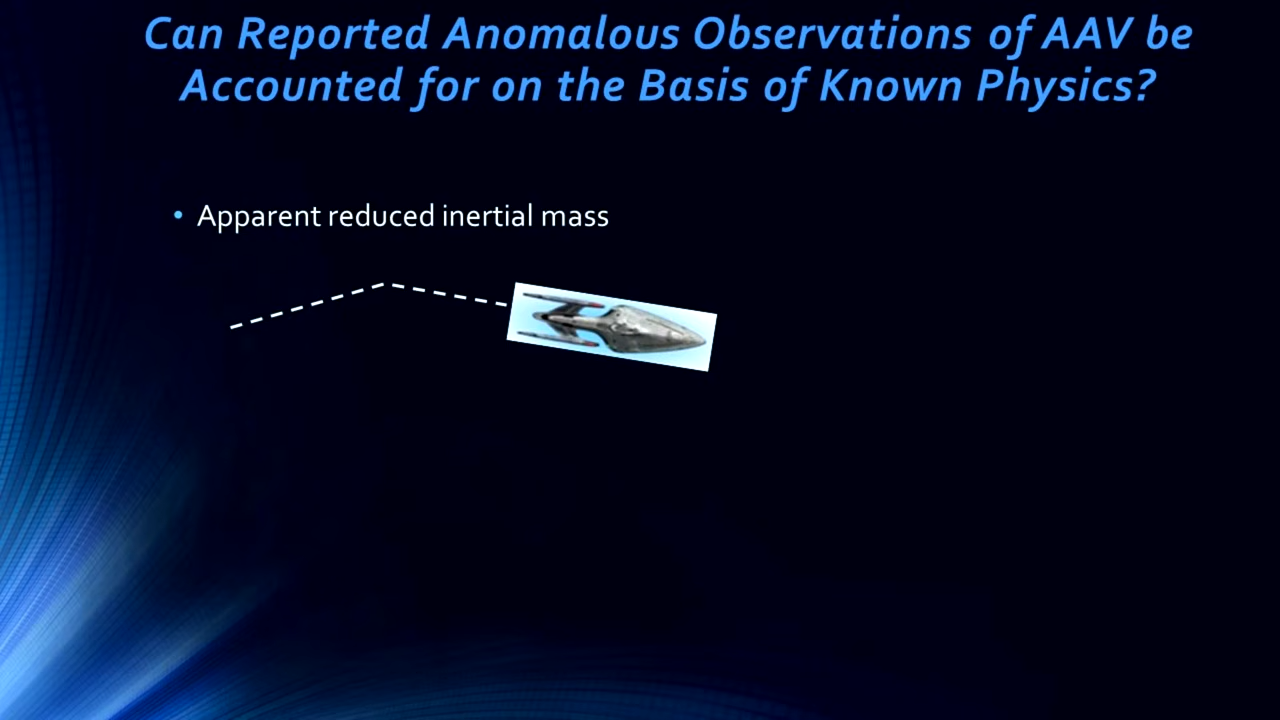 Can Reported Anomalous Observations of AAV be
Accounted for on the Basis of Known Physics?
• Apparent reduced inertial mass